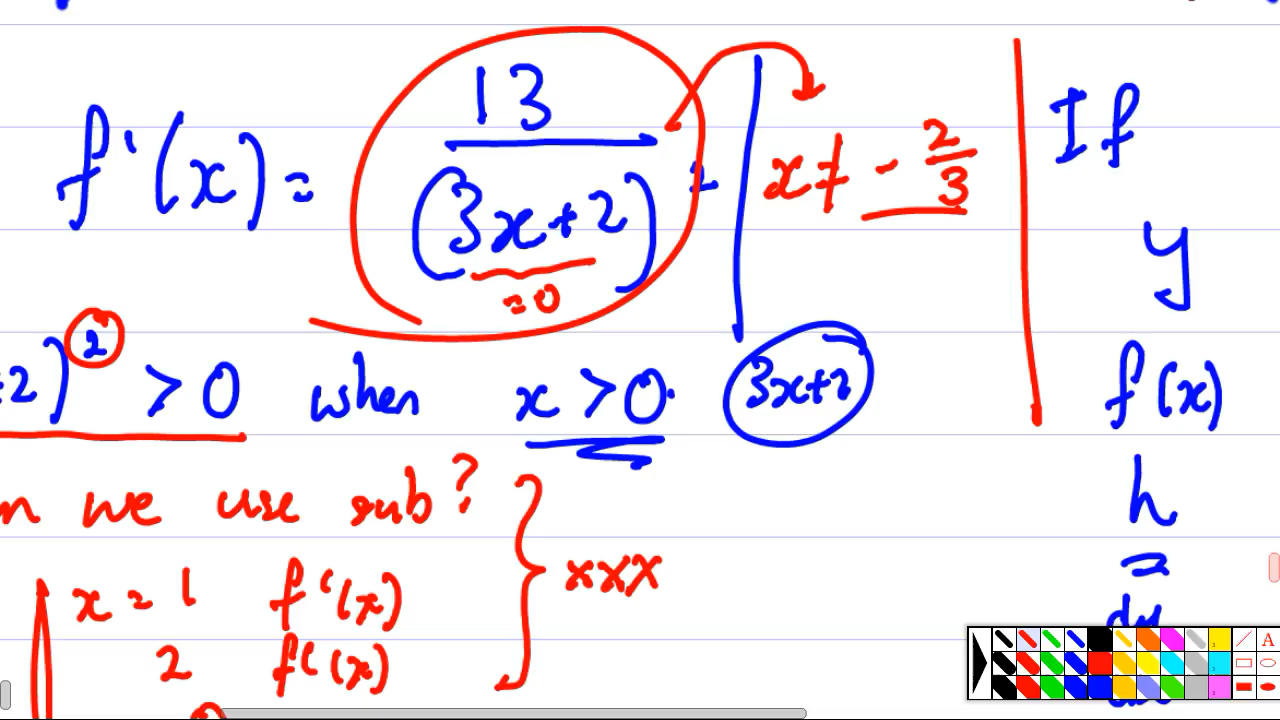 f'(x) = 13/(3x+2) =
= 0
x ≠ - 2/3
+2)² > 0 when x > 0. (3x+2)
we use sub?
x = 1 f'(x)
2 f'(x)
xxx
If
y
f(x)
h
=
A